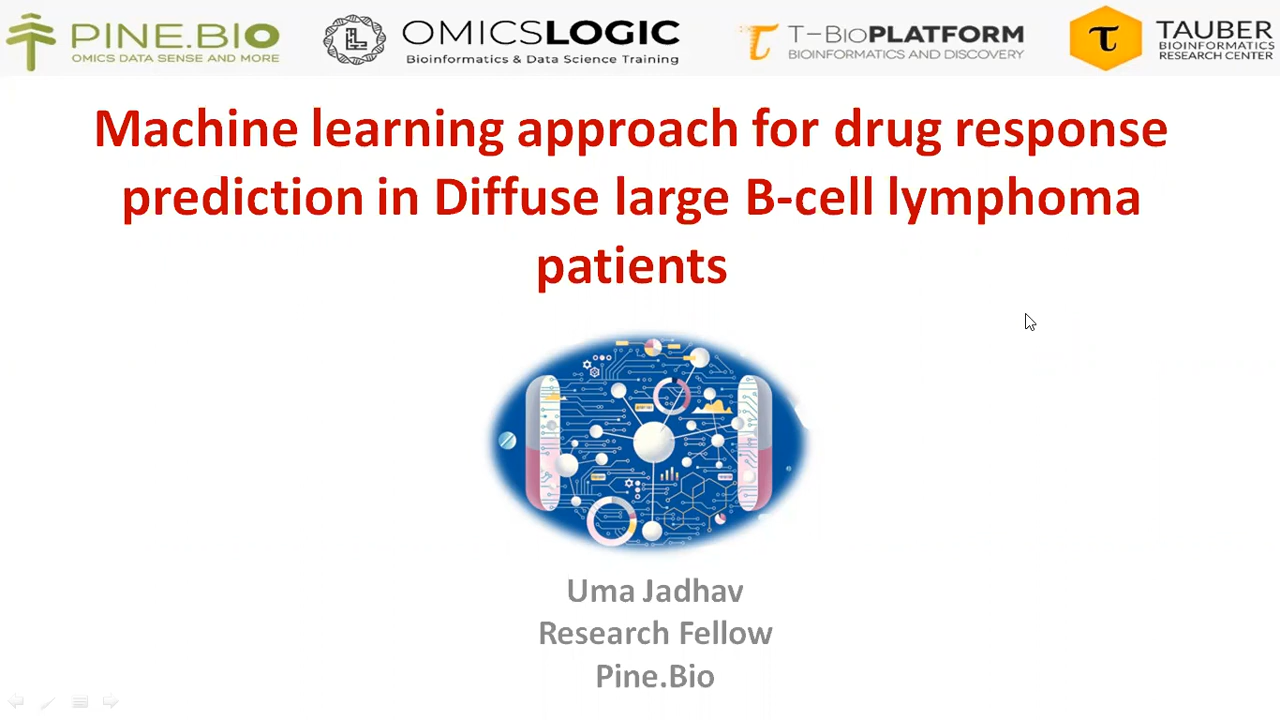 PINE.BIO
OMICS DATA SENSE AND MORE
OMICSLOGIC
Bioinformatics & Data Science Training
T-BioPLATFORM
BIOINFORMATICS AND DISCOVERY
TAUBER
BIOINFORMATICS
RESEARCH CENTER
Machine learning approach for drug response
prediction in Diffuse large B-cell lymphoma
patients
Uma Jadhav
Research Fellow
Pine.Bio